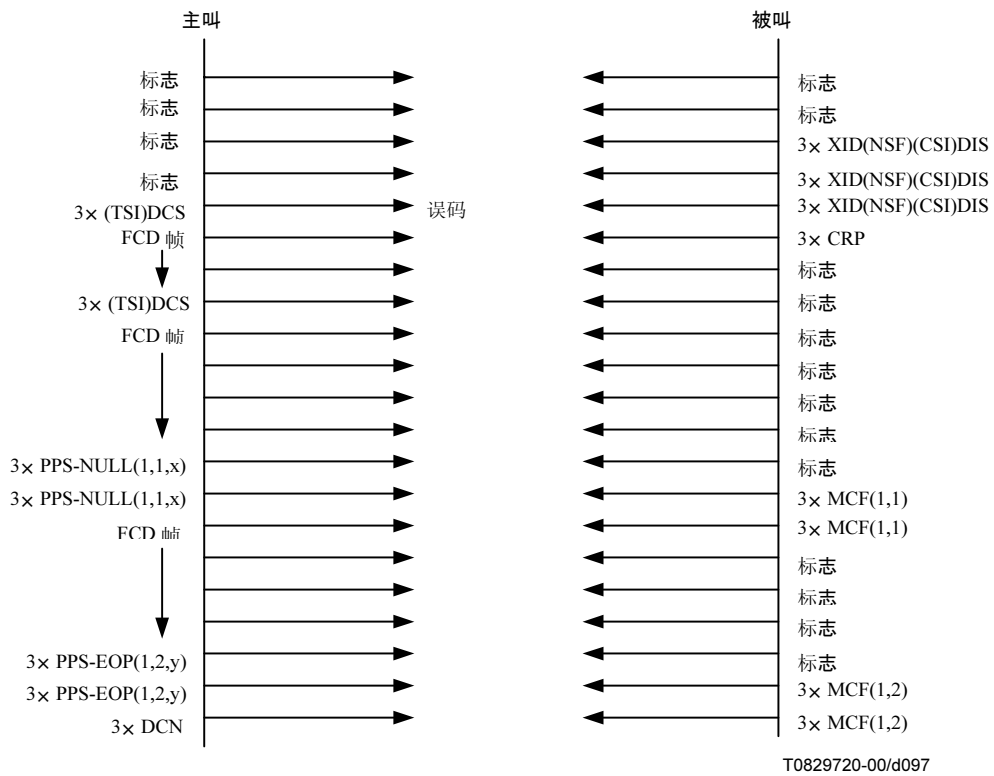 主叫
被叫
标志
标志
标志
标志
标志
3× XID(NSF)(CSI)DIS
标志
3× XID(NSF)(CSI)DIS
3× (TSI)DCS
误码
3× XID(NSF)(CSI)DIS
FCD 帧
3× CRP
标志
3× (TSI)DCS
标志
FCD 帧
标志
标志
标志
标志
3× PPS-NULL(1,1,x)
标志
3× PPS-NULL(1,1,x)
3× MCF(1,1)
FCD 帧
3× MCF(1,1)
标志
标志
标志
3× PPS-EOP(1,2,y)
标志
3× PPS-EOP(1,2,y)
3× MCF(1,2)
3× DCN
3× MCF(1,2)
T0829720-00/d097